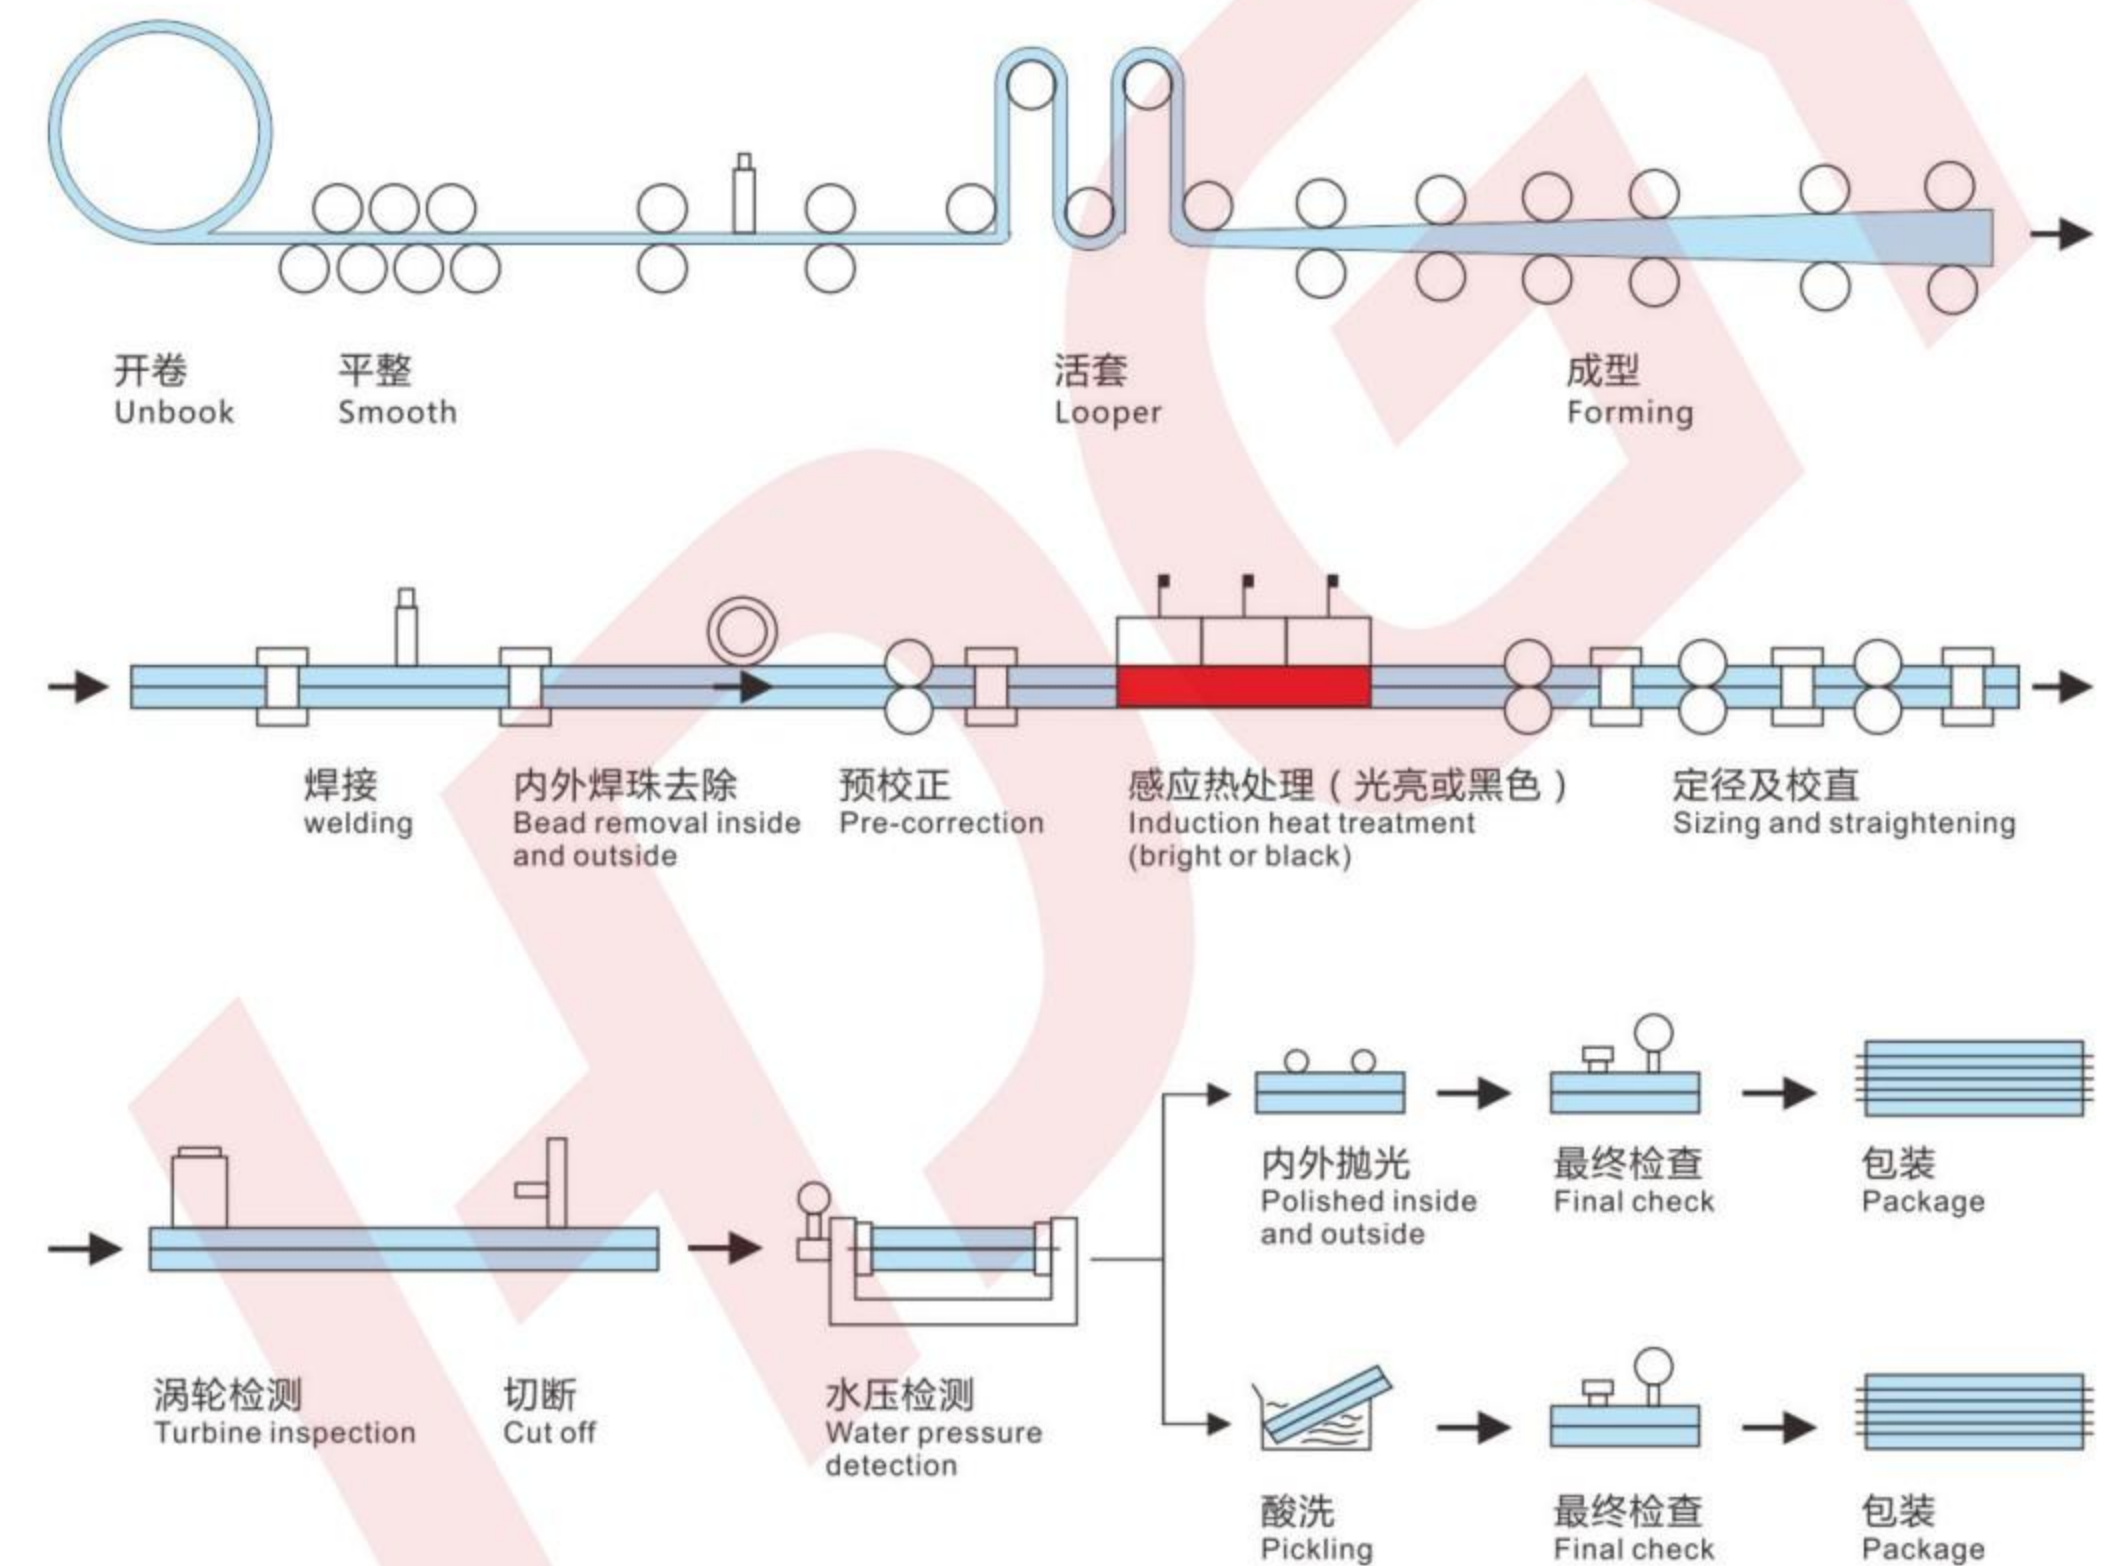 开卷
Unbook
平整
Smooth
活套
Looper
成型
Forming
焊接
welding
内外焊珠去除
Bead removal inside
and outside
预校正
Pre-correction
感应热处理（光亮或黑色）
Induction heat treatment
(bright or black)
定径及校直
Sizing and straightening
涡轮检测
Turbine inspection
切断
Cut off
水压检测
Water pressure
detection
内外抛光
Polished inside
and outside
最终检查
Final check
包装
Package
酸洗
Pickling
最终检查
Final check
包装
Package